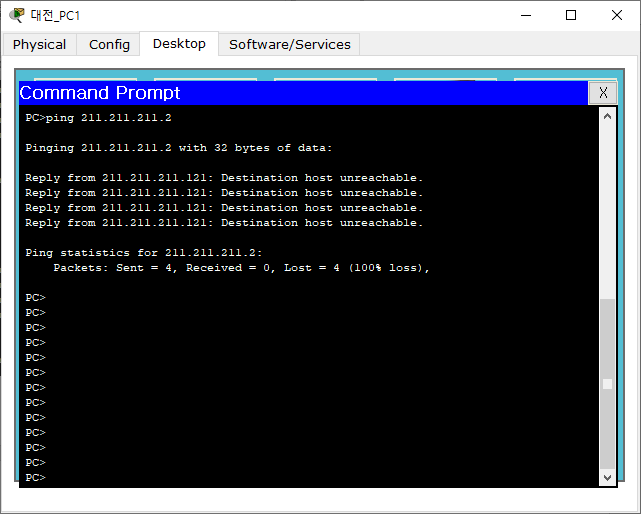 대전_PC1
Physical Config Desktop Software/Services
Command Prompt X
PC>ping 211.211.211.2
Pinging 211.211.211.2 with 32 bytes of data:
Reply from 211.211.211.121: Destination host unreachable.
Reply from 211.211.211.121: Destination host unreachable.
Reply from 211.211.211.121: Destination host unreachable.
Reply from 211.211.211.121: Destination host unreachable.
Ping statistics for 211.211.211.2:
Packets: Sent = 4, Received = 0, Lost = 4 (100% loss),
PC>
PC>
PC>
PC>
PC>
PC>
PC>
PC>
PC>
PC>
PC>
PC>
PC>